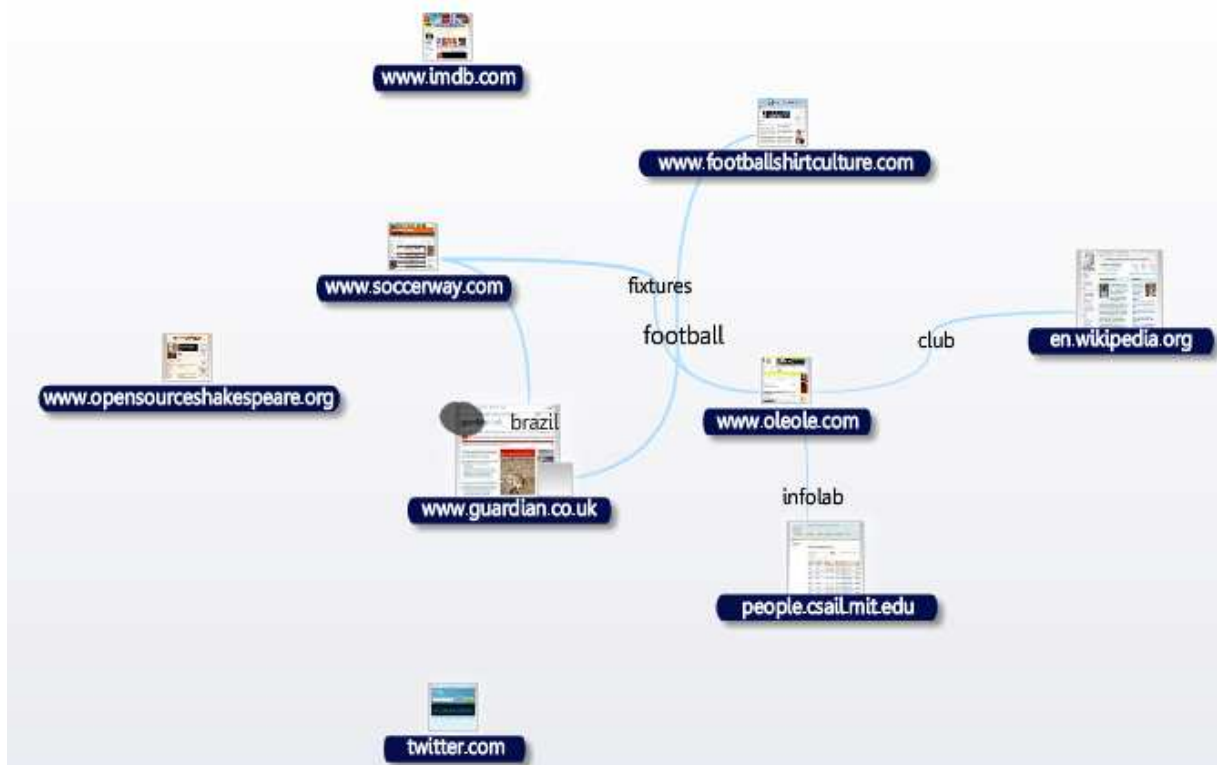 www.imdb.com
www.footballshirtculture.com
www.soccerway.com
fixtures
football
club
en.wikipedia.org
www.opensourceshakespeare.org
www.oleole.com
brazil
www.guardian.co.uk
infolab
people.csail.mit.edu
twitter.com